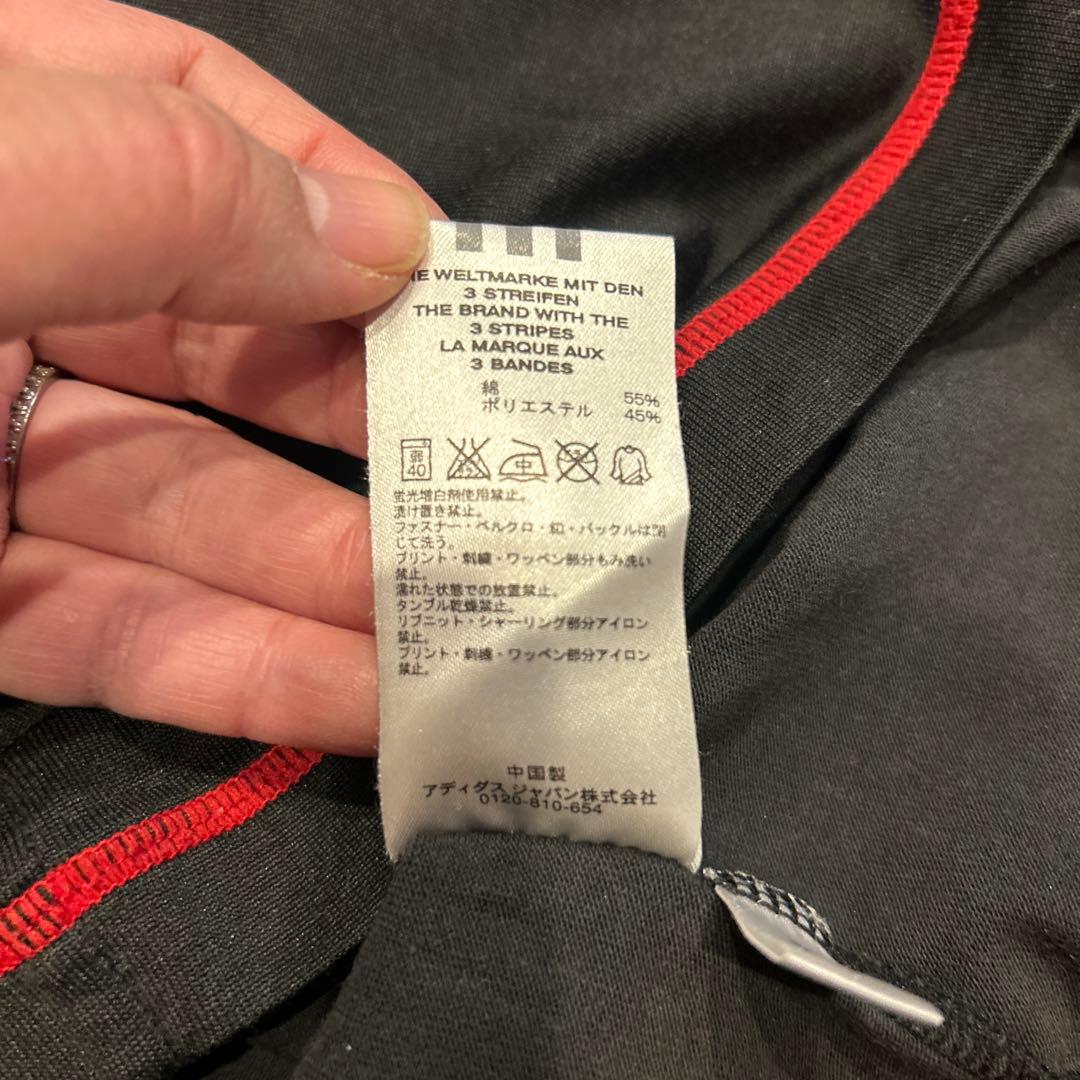 IE WELTMARKE MIT DEN
3 STREIFEN
THE BRAND WITH THE
3 STRIPES
LA MARQUE AUX
3 BANDES
綿 55%
ポリエステル 45%
弱 40 中
蛍光増白剤使用禁止。
漬け置き禁止。
ファスナー・ベルクロ・釦・バックルは閉
じて洗う。
プリント・刺繍・ワッペン部分もみ洗い
禁止。
濡れた状態での放置禁止。
タンブル乾燥禁止。
リブニット・シャーリング部分アイロン
禁止。
プリント・刺繍・ワッペン部分アイロン
禁止。
中国製
アディダス ジャパン株式会社
0120-810-654